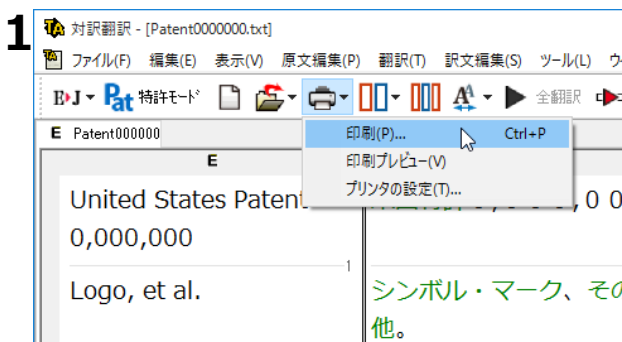 1
対訳翻訳 - [Patent0000000.txt]
ファイル(F) 編集(E) 表示(V) 原文編集(P) 翻訳(T) 訳文編集(S) ツール(L)
E▸J Pat 特許ﾓｰﾄﾞ 全翻訳
E Patent000000
印刷(P)... Ctrl+P
印刷プレビュー(V)
プリンタの設定(T)...
E
United States Patent
0,000,000
1
Logo, et al.
シンボル・マーク、その
他。